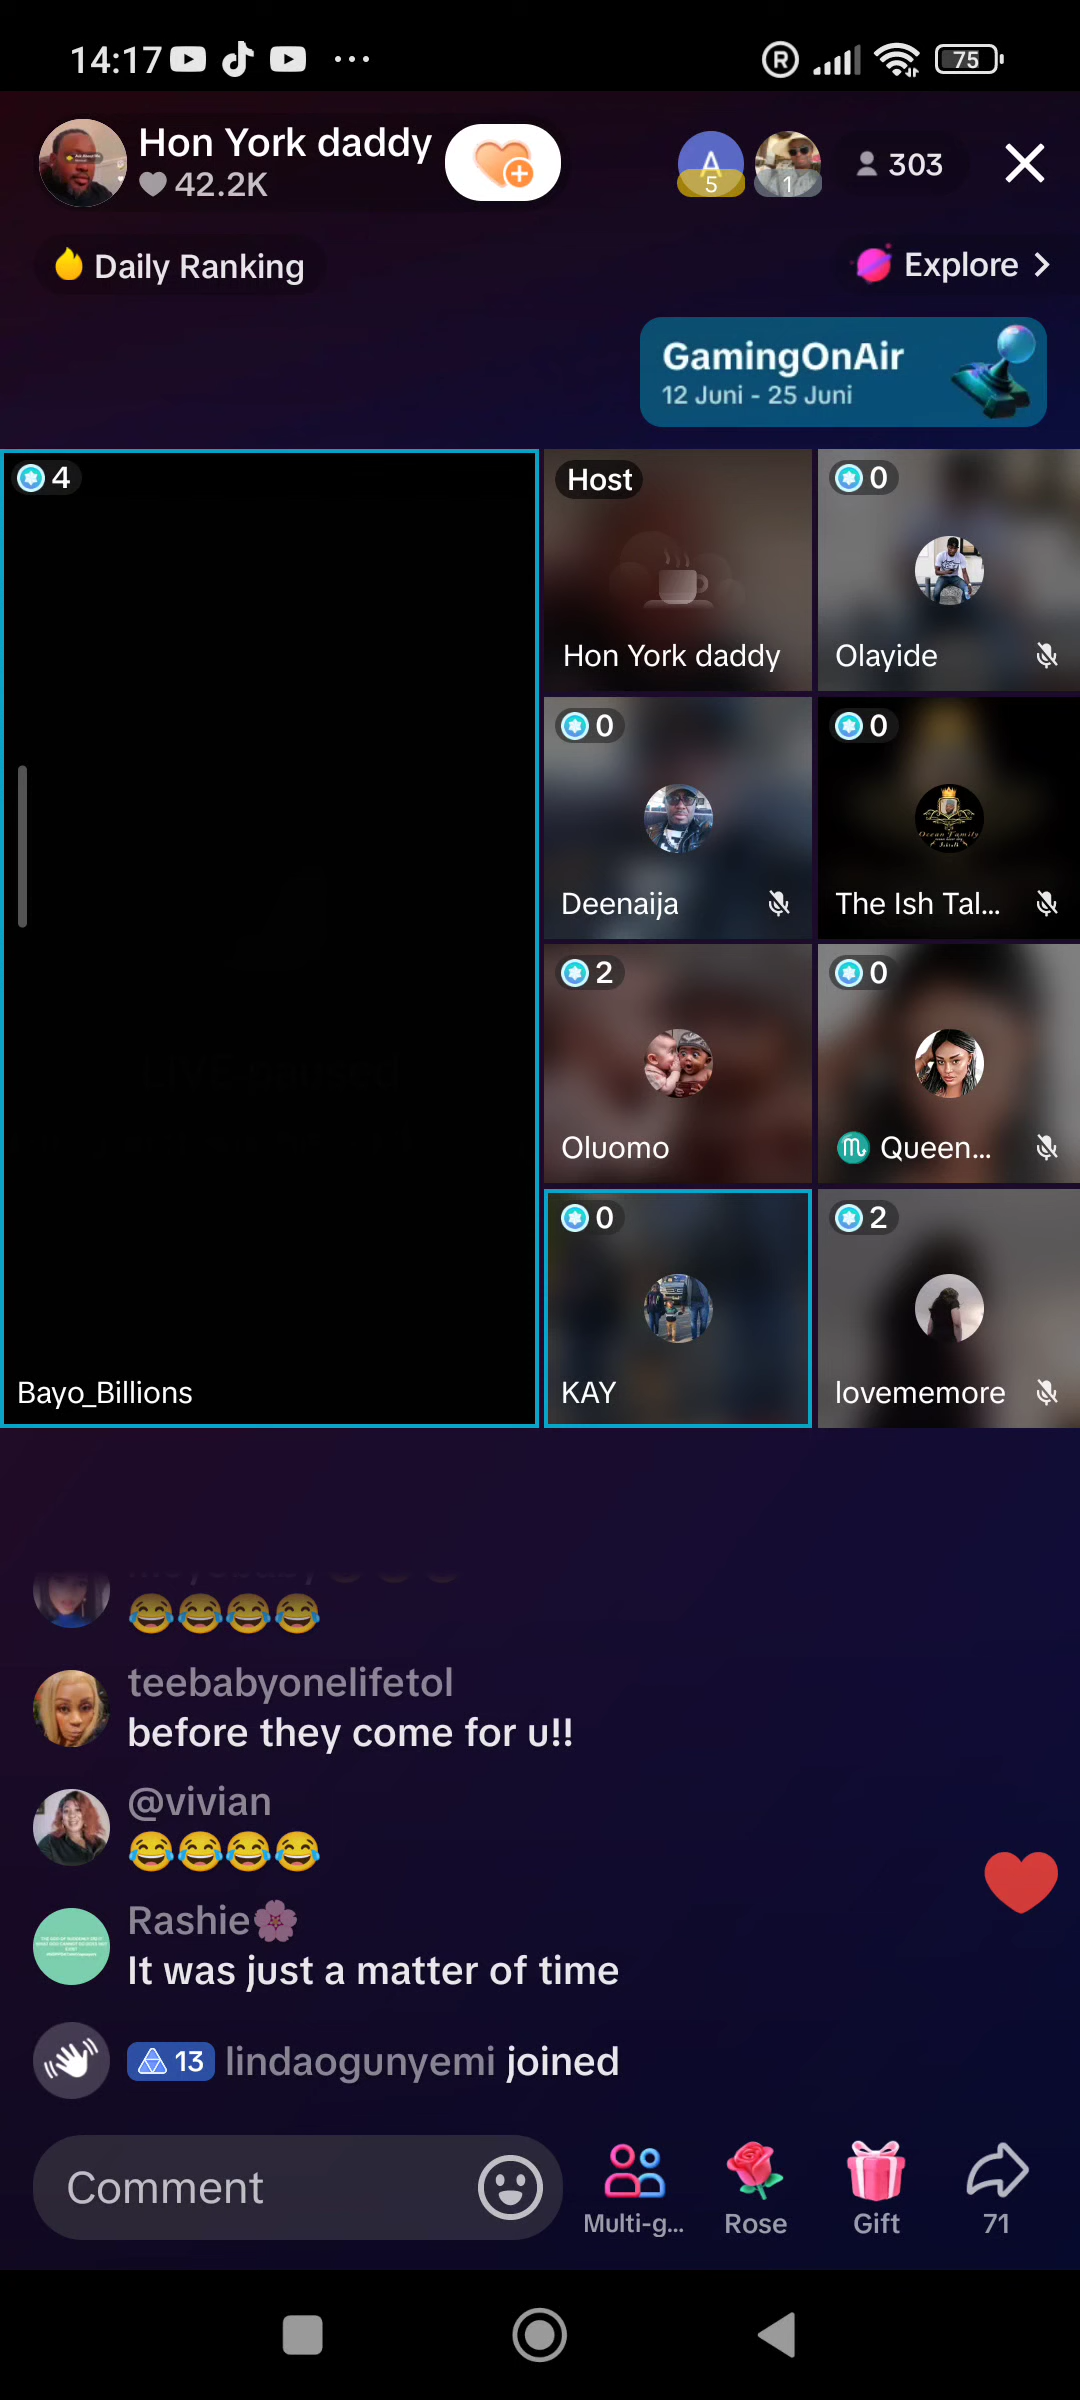 14:17
75
Hon York daddy
42.2K
A
5
1
303
Daily Ranking
Explore
GamingOnAir
12 Juni - 25 Juni
4
Host
0
Hon York daddy
Olayide
0
0
Deenaija
The Ish Tal...
2
0
Oluomo
Queen...
0
2
Bayo_Billions
KAY
lovememore
😂😂😂😂
teebabyonelifetol
before they come for u!!
@vivian
😂😂😂😂
Rashie🌸
It was just a matter of time
13 lindaogunyemi joined
Comment
Multi-g...
Rose
Gift
71